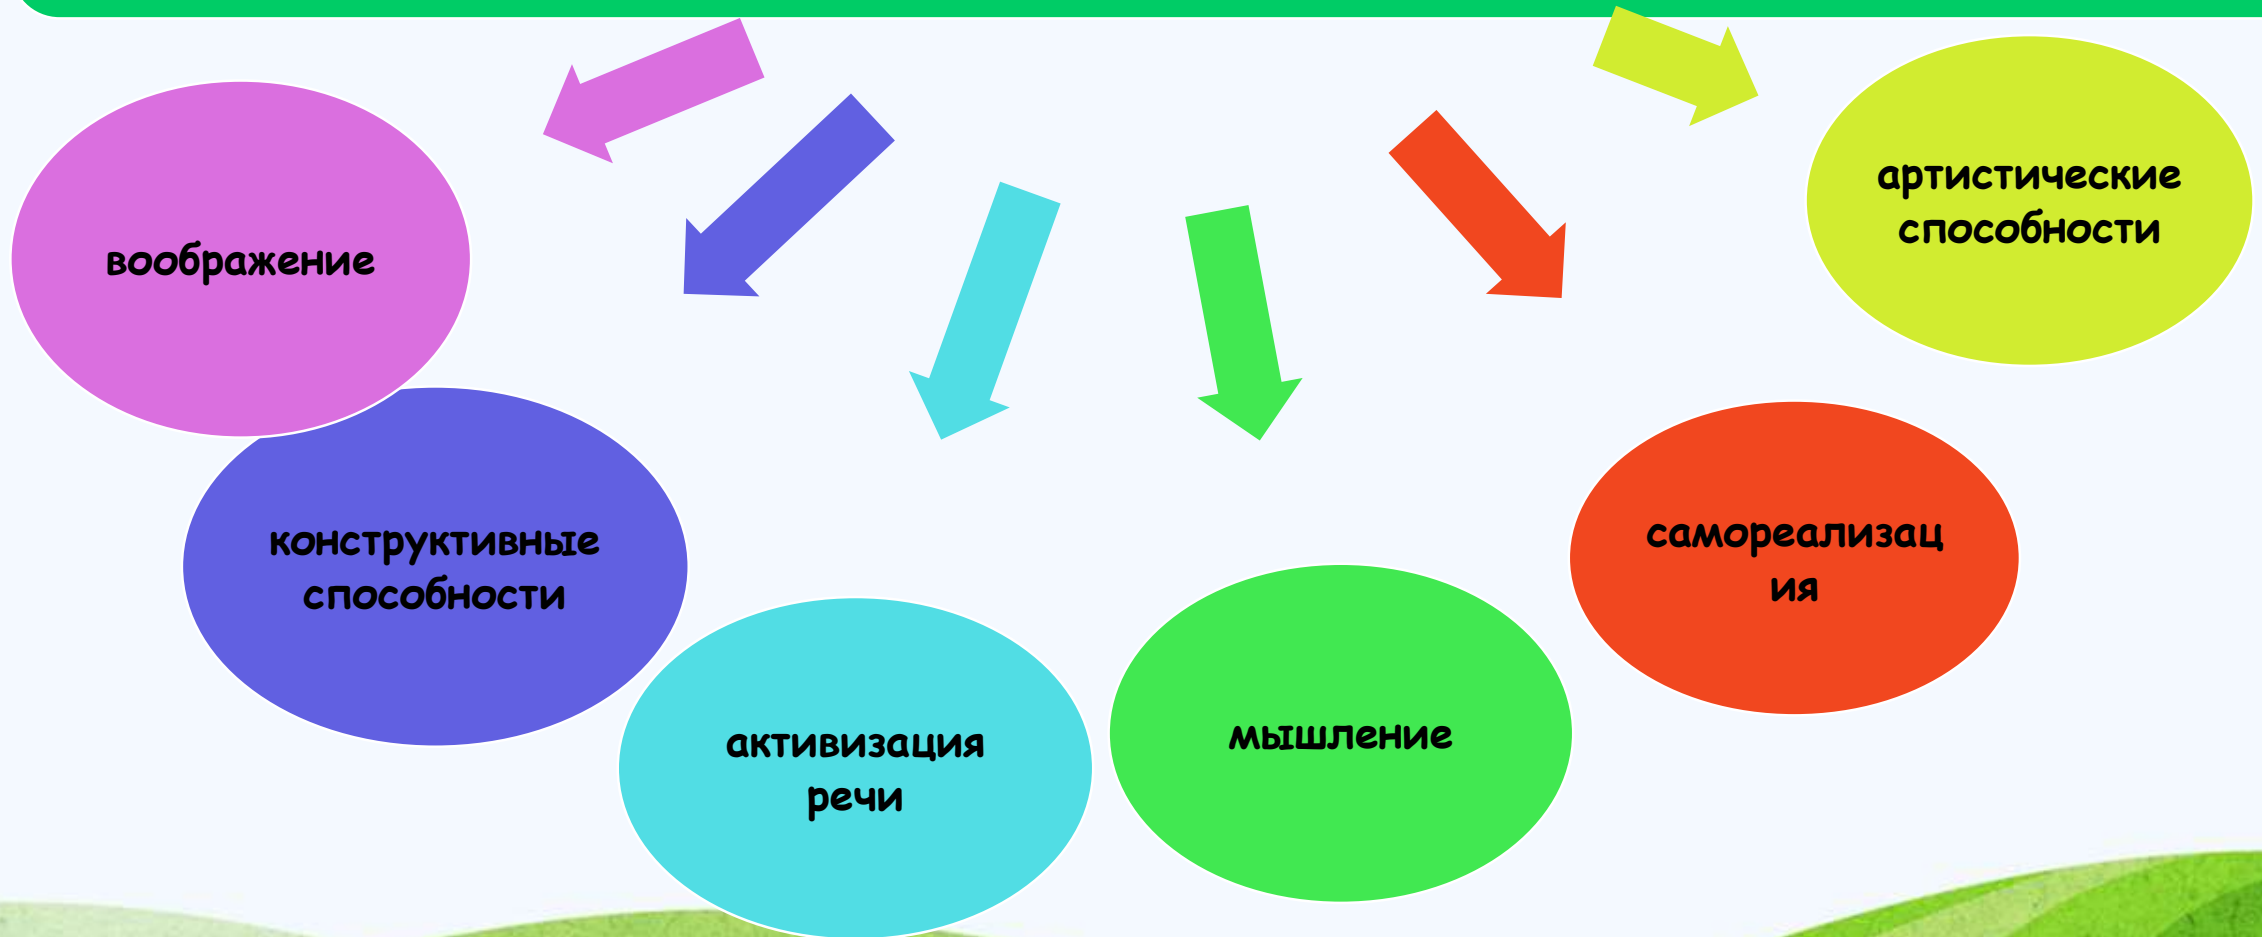 воображение
конструктивные
способности
активизация
речи
мышление
самореализац
ия
артистические
способности